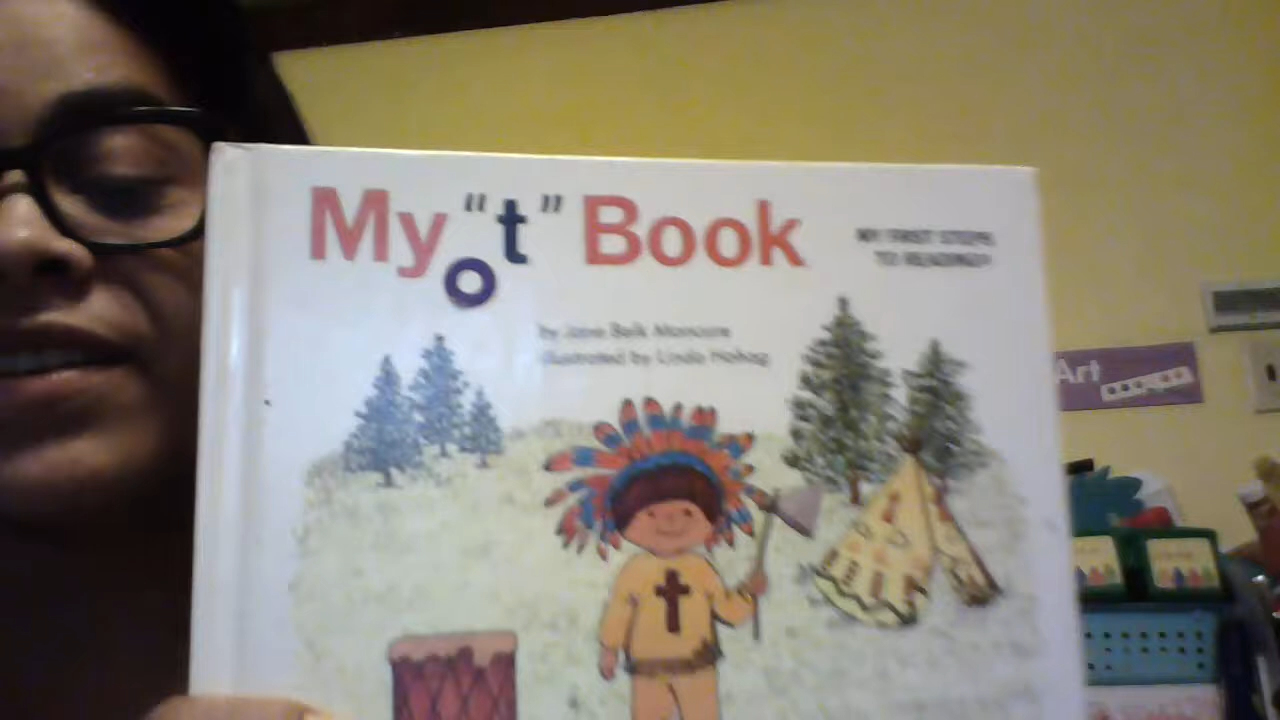 My "t" Book
o
MY FIRST STEPS
TO READING®
by Jane Belk Moncure
illustrated by Linda Hohag
Art